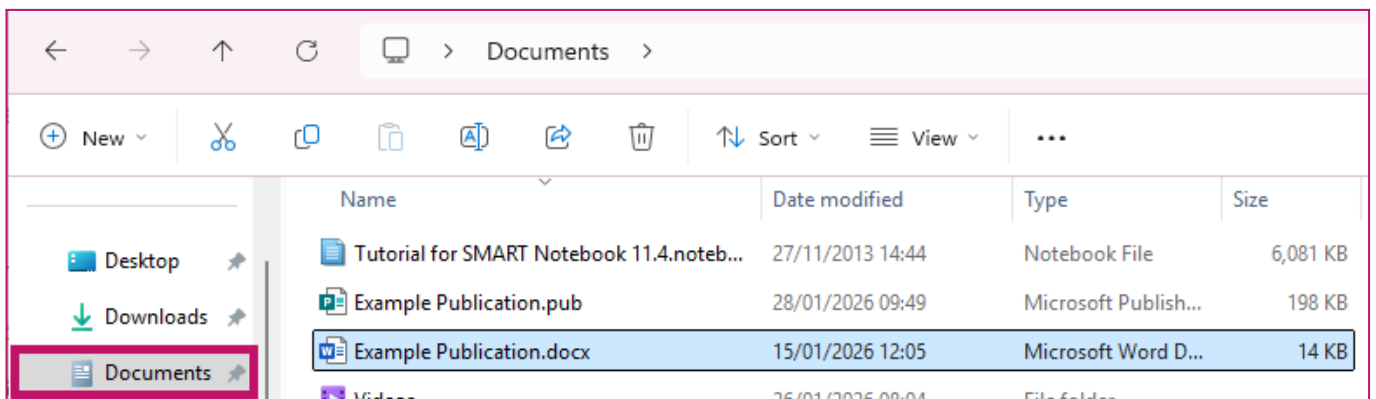 Documents
New Sort View
Name Date modified Type Size
Desktop
Tutorial for SMART Notebook 11.4.noteb... 27/11/2013 14:44 Notebook File 6,081 KB
Downloads
Example Publication.pub 28/01/2026 09:49 Microsoft Publish... 198 KB
Documents
Example Publication.docx 15/01/2026 12:05 Microsoft Word D... 14 KB